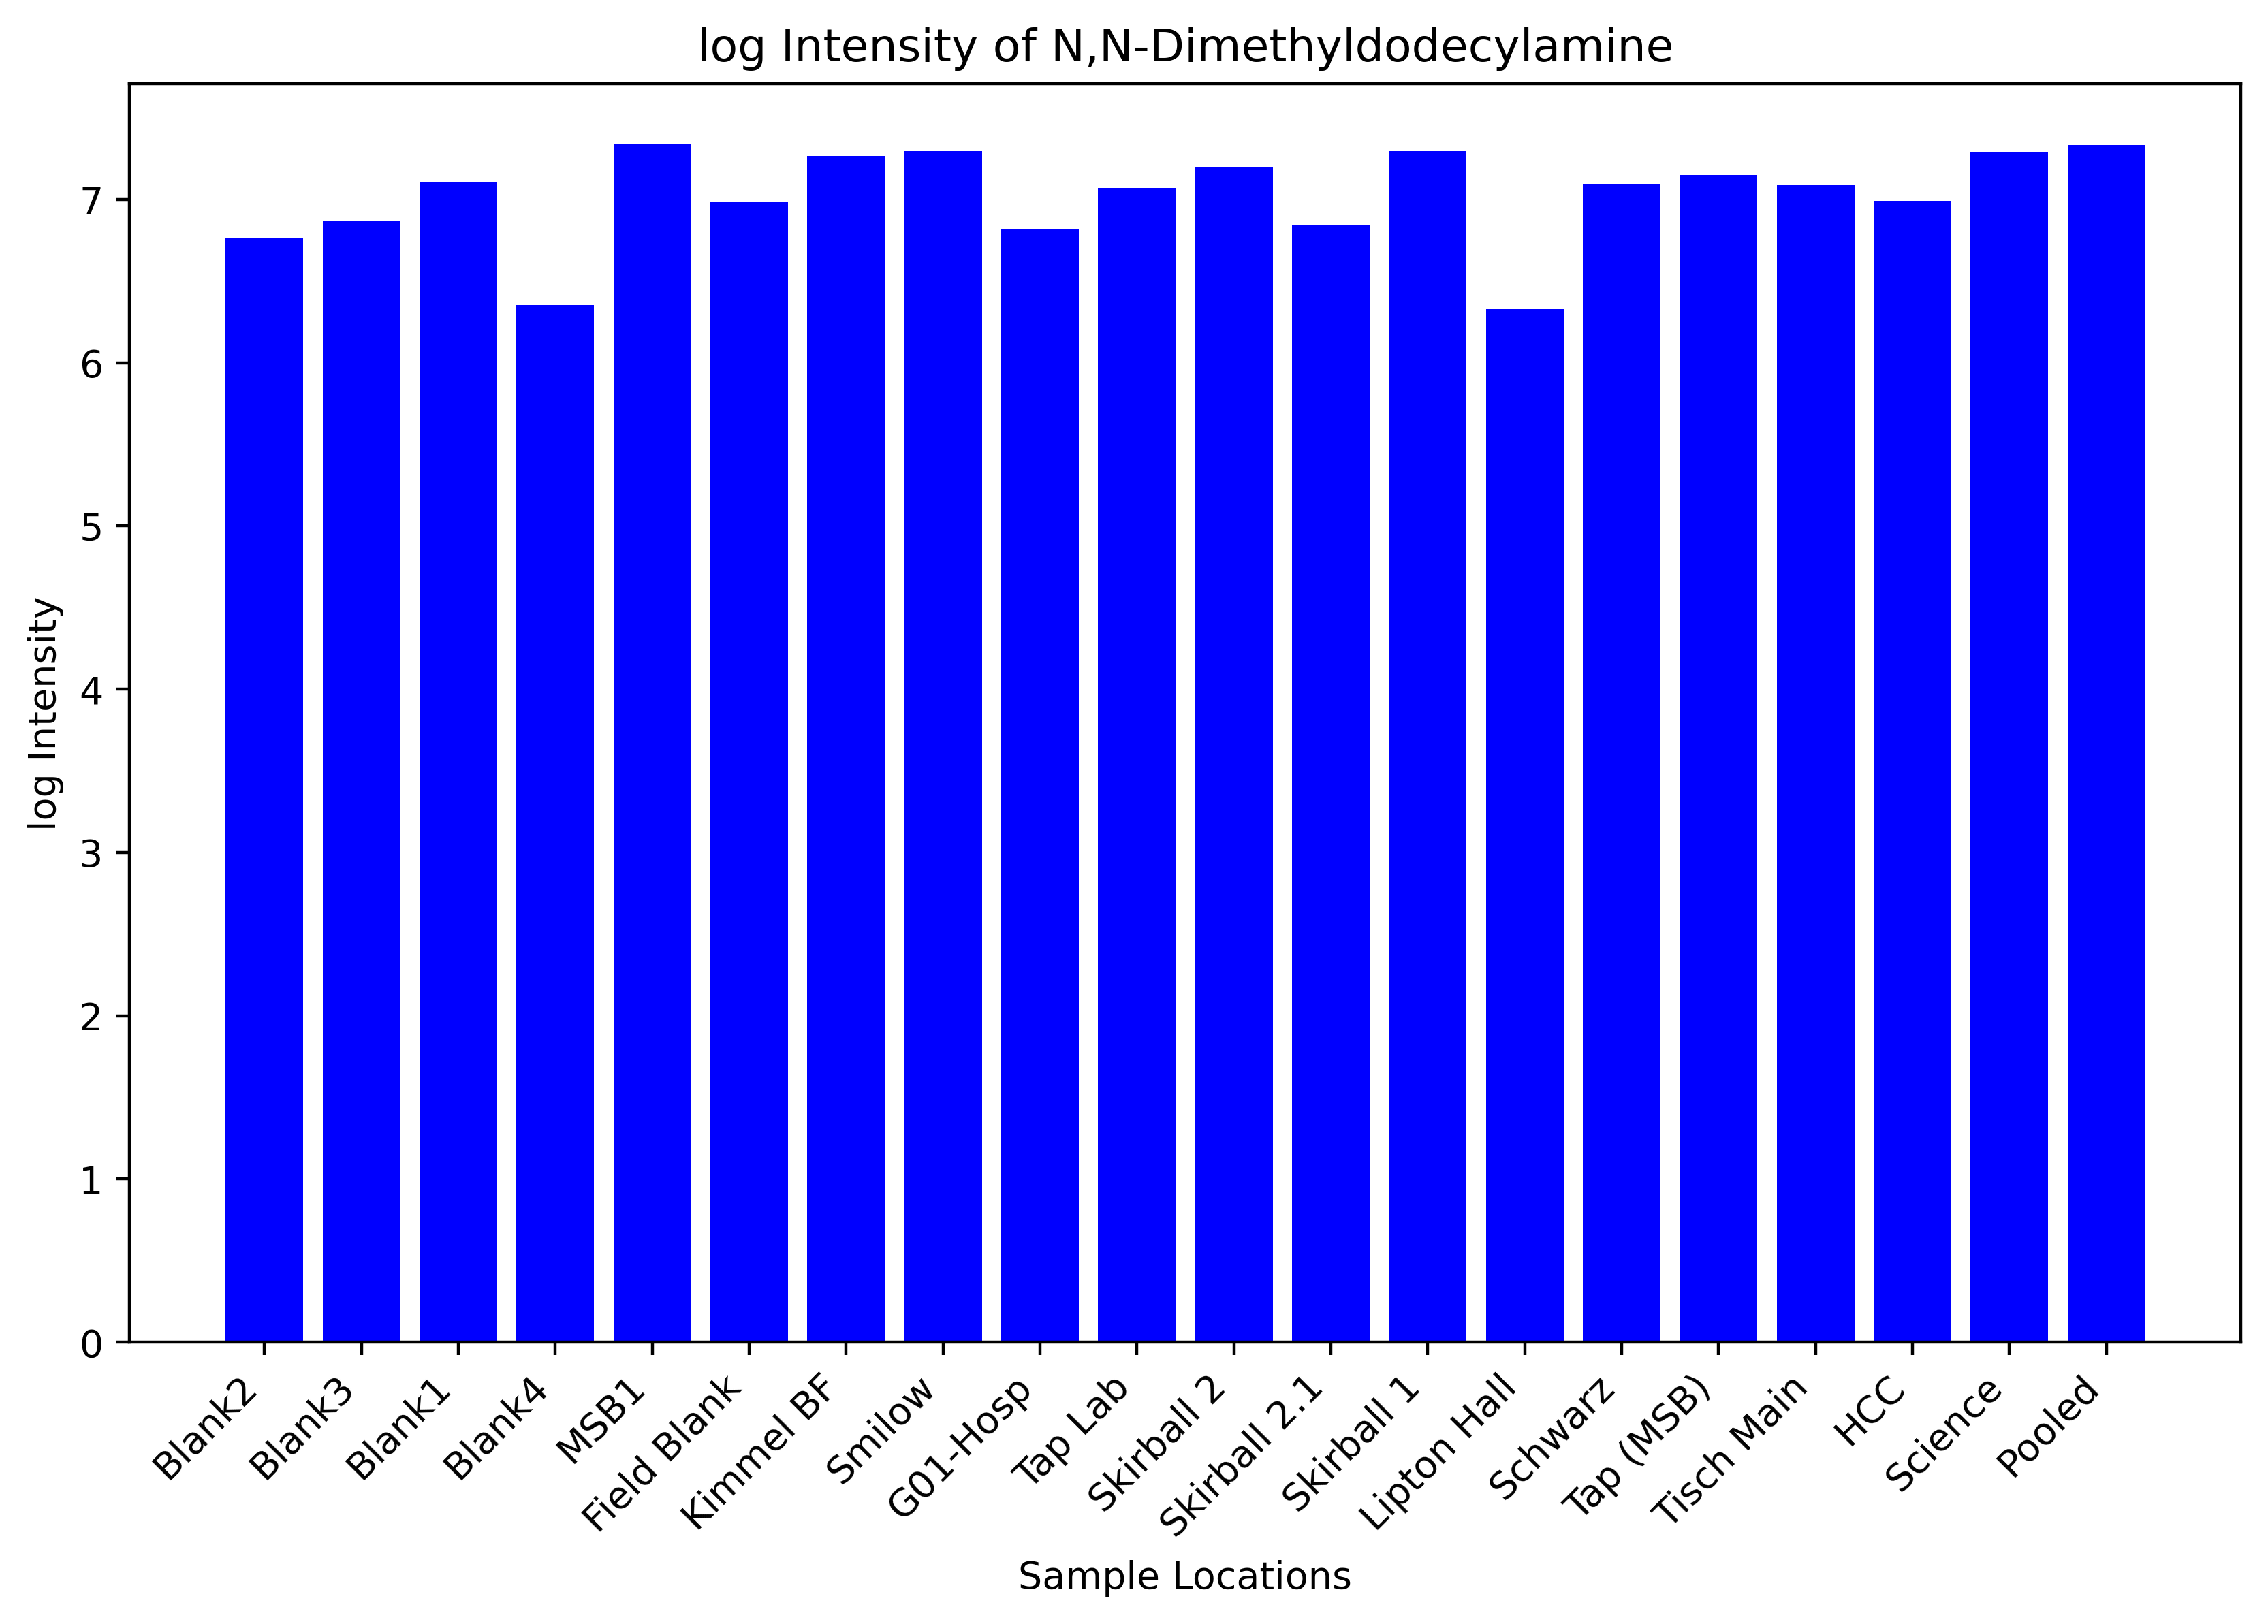 log Intensity of N,N-Dimethyldodecylamine
log Intensity
7
6
5
4
3
2
1
0
Blank2
Blank3
Blank1
Blank4
MSB1
Field Blank
Kimmel BF
Smilow
G01-Hosp
Tap Lab
Skirball 2
Skirball 2.1
Skirball 1
Lipton Hall
Schwarz
Tap (MSB)
Tisch Main
HCC
Science
Pooled
Sample Locations